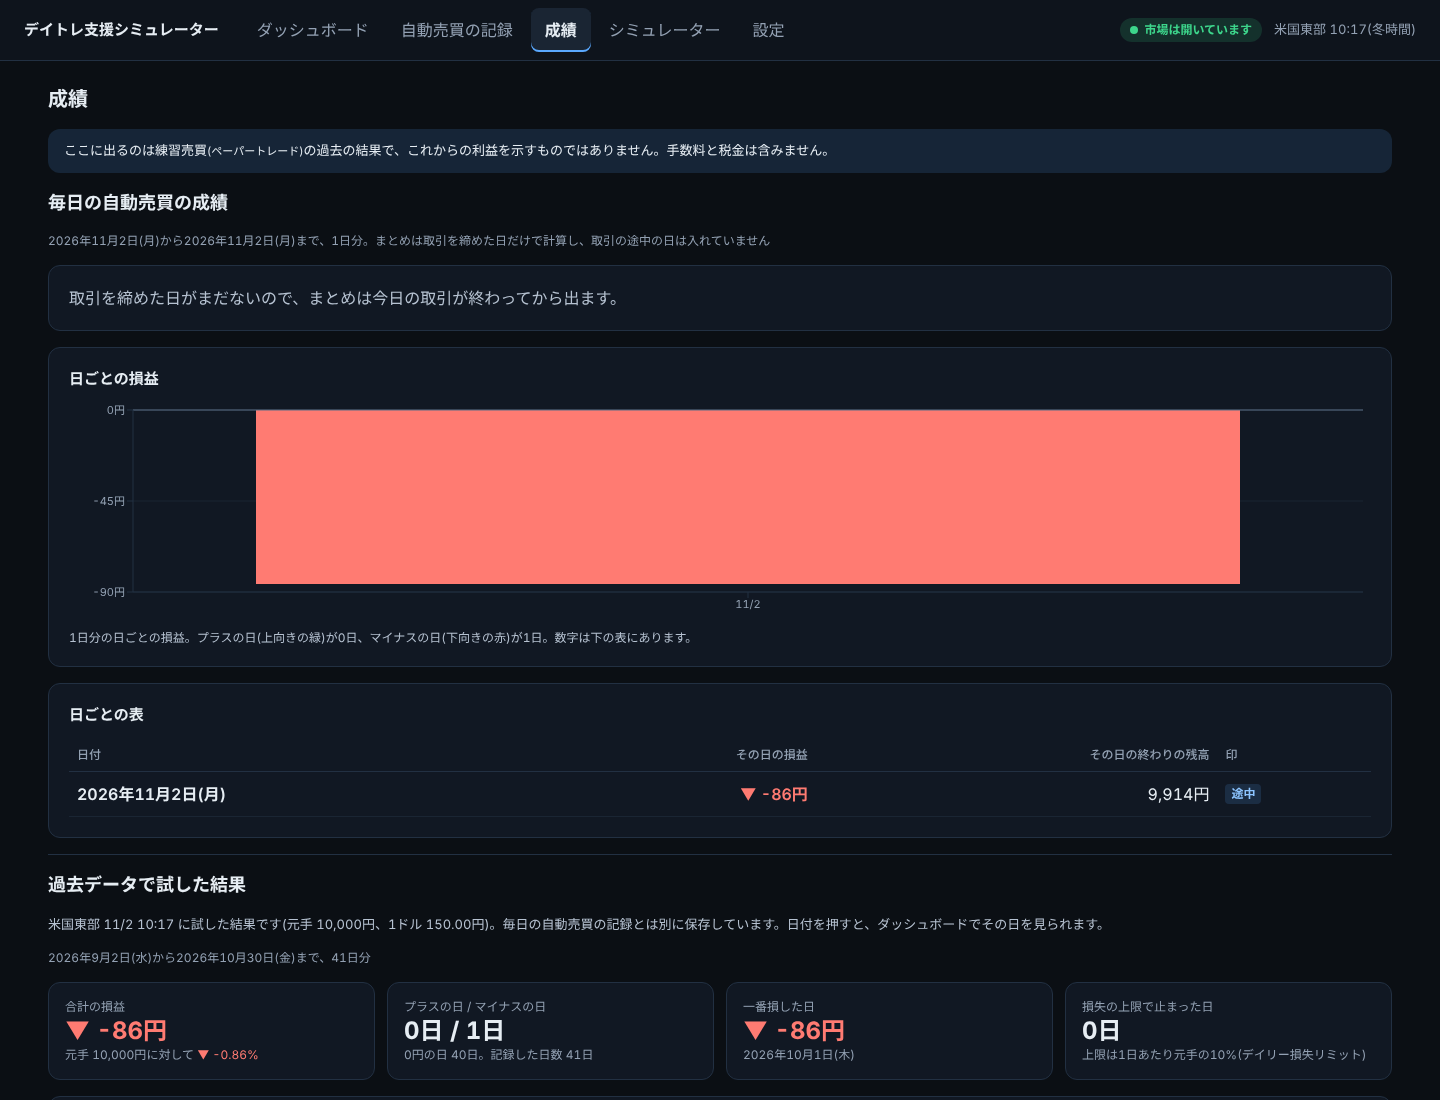 デイトレ支援シミュレーター ダッシュボード 自動売買の記録 成績 シミュレーター 設定 市場は開いています 米国東部 10:17(冬時間)
成績
ここに出るのは練習売買(ペーパートレード)の過去の結果で、これからの利益を示すものではありません。手数料と税金は含みません。
毎日の自動売買の成績
2026年11月2日(月)から2026年11月2日(月)まで、1日分。まとめは取引を締めた日だけで計算し、取引の途中の日は入れていません
取引を締めた日がまだないので、まとめは今日の取引が終わってから出ます。
日ごとの損益
0円
-45円
-90円
11/2
1日分の日ごとの損益。プラスの日(上向きの緑)が0日、マイナスの日(下向きの赤)が1日。数字は下の表にあります。
日ごとの表
日付 その日の損益 その日の終わりの残高 印
2026年11月2日(月) ▼ -86円 9,914円 途中
過去データで試した結果
米国東部 11/2 10:17 に試した結果です(元手 10,000円、1ドル 150.00円)。毎日の自動売買の記録とは別に保存しています。日付を押すと、ダッシュボードでその日を見られます。
2026年9月2日(水)から2026年10月30日(金)まで、41日分
合計の損益
▼ -86円
元手 10,000円に対して ▼ -0.86%
プラスの日 / マイナスの日
0日 / 1日
0円の日 40日。記録した日数 41日
一番損した日
▼ -86円
2026年10月1日(木)
損失の上限で止まった日
0日
上限は1日あたり元手の10%(デイリー損失リミット)